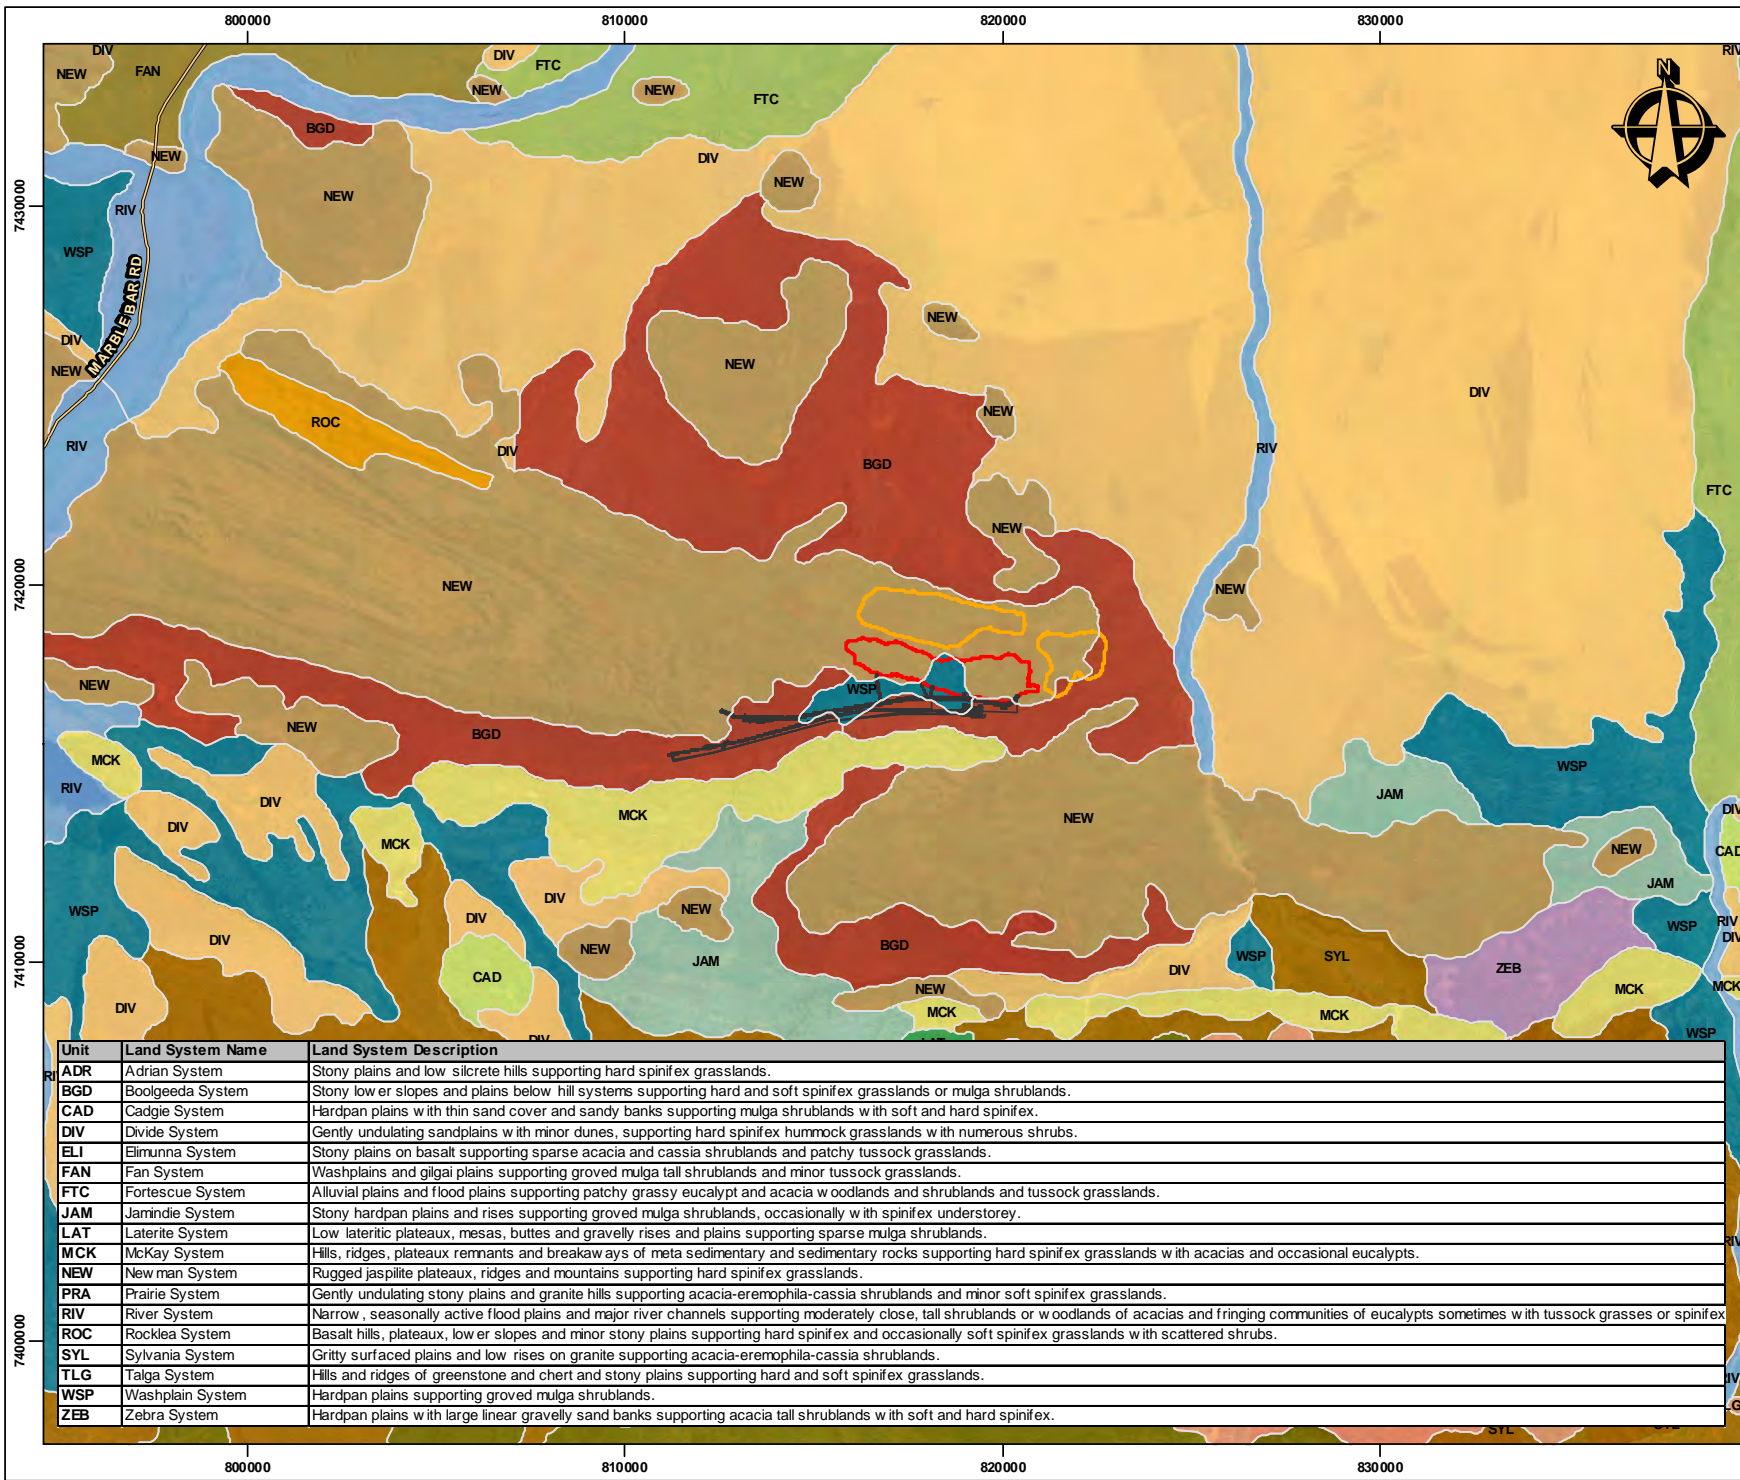 800000 810000 820000 830000
DIV DIV RIV
NEW FAN FTC
NEW NEW FTC
BGD
NEW DIV
NEW NEW
7430000 RIV
WSP
MARBLE BAR RD
NEW
DIV
NEW NEW
DIV
ROC NEW
RIV DIV RIV
BGD
FTC
NEW
7420000 NEW NEW
NEW WSP
NEW BGD
MCK WSP
RIV DIV JAM
MCK NEW DIV
DIV
MCK NEW CAD
JAM
DIV
WSP DIV NEW
DIV WSP RIV
DIV NEW BGD WSP SYL DIV
7410000 JAM DIV ZEB
CAD
NEW MCK MCK
DIV MCK MCK
WSP
DIV LAT
Unit Land System Name Land System Description
RIV
ADR Adrian System Stony plains and low silcrete hills supporting hard spinifex grasslands.
BGD Boolgeeda System Stony lower slopes and plains below hill systems supporting hard and soft spinifex grasslands or mulga shrublands.
CAD Cadgie System Hardpan plains with thin sand cover and sandy banks supporting mulga shrublands with soft and hard spinifex.
DIV Divide System Gently undulating sandplains with minor dunes, supporting hard spinifex hummock grasslands with numerous shrubs.
ELI Elimunna System Stony plains on basalt supporting sparse acacia and cassia shrublands and patchy tussock grasslands.
FAN Fan System Washplains and gilgai plains supporting groved mulga tall shrublands and minor tussock grasslands.
FTC Fortescue System Alluvial plains and flood plains supporting patchy grassy eucalypt and acacia woodlands and shrublands and tussock grasslands.
JAM Jamindie System Stony hardpan plains and rises supporting groved mulga shrublands, occasionally with spinifex understorey.
LAT Laterite System Low lateritic plateaux, mesas, buttes and gravelly rises and plains supporting sparse mulga shrublands.
MCK McKay System Hills, ridges, plateaux remnants and breakaways of meta sedimentary and sedimentary rocks supporting hard spinifex grasslands with acacias and occasional eucalypts.
NEW Newman System Rugged jaspilite plateaux, ridges and mountains supporting hard spinifex grasslands.
PRA Prairie System Gently undulating stony plains and granite hills supporting acacia-eremophila-cassia shrublands and minor soft spinifex grasslands.
RIV River System Narrow, seasonally active flood plains and major river channels supporting moderately close, tall shrublands or woodlands of acacias and fringing communities of eucalypts sometimes with tussock grasses or spinifex
ROC Rocklea System Basalt hills, plateaux, lower slopes and minor stony plains supporting hard spinifex and occasionally soft spinifex grasslands with scattered shrubs.
7400000
SYL Sylvania System Gritty surfaced plains and low rises on granite supporting acacia-eremophila-cassia shrublands.
TLG Talga System Hills and ridges of greenstone and chert and stony plains supporting hard and soft spinifex grasslands.
WSP Washplain System Hardpan plains supporting groved mulga shrublands.
ZEB Zebra System Hardpan plains with large linear gravelly sand banks supporting acacia tall shrublands with soft and hard spinifex.
SYL
800000 810000 820000 830000
N